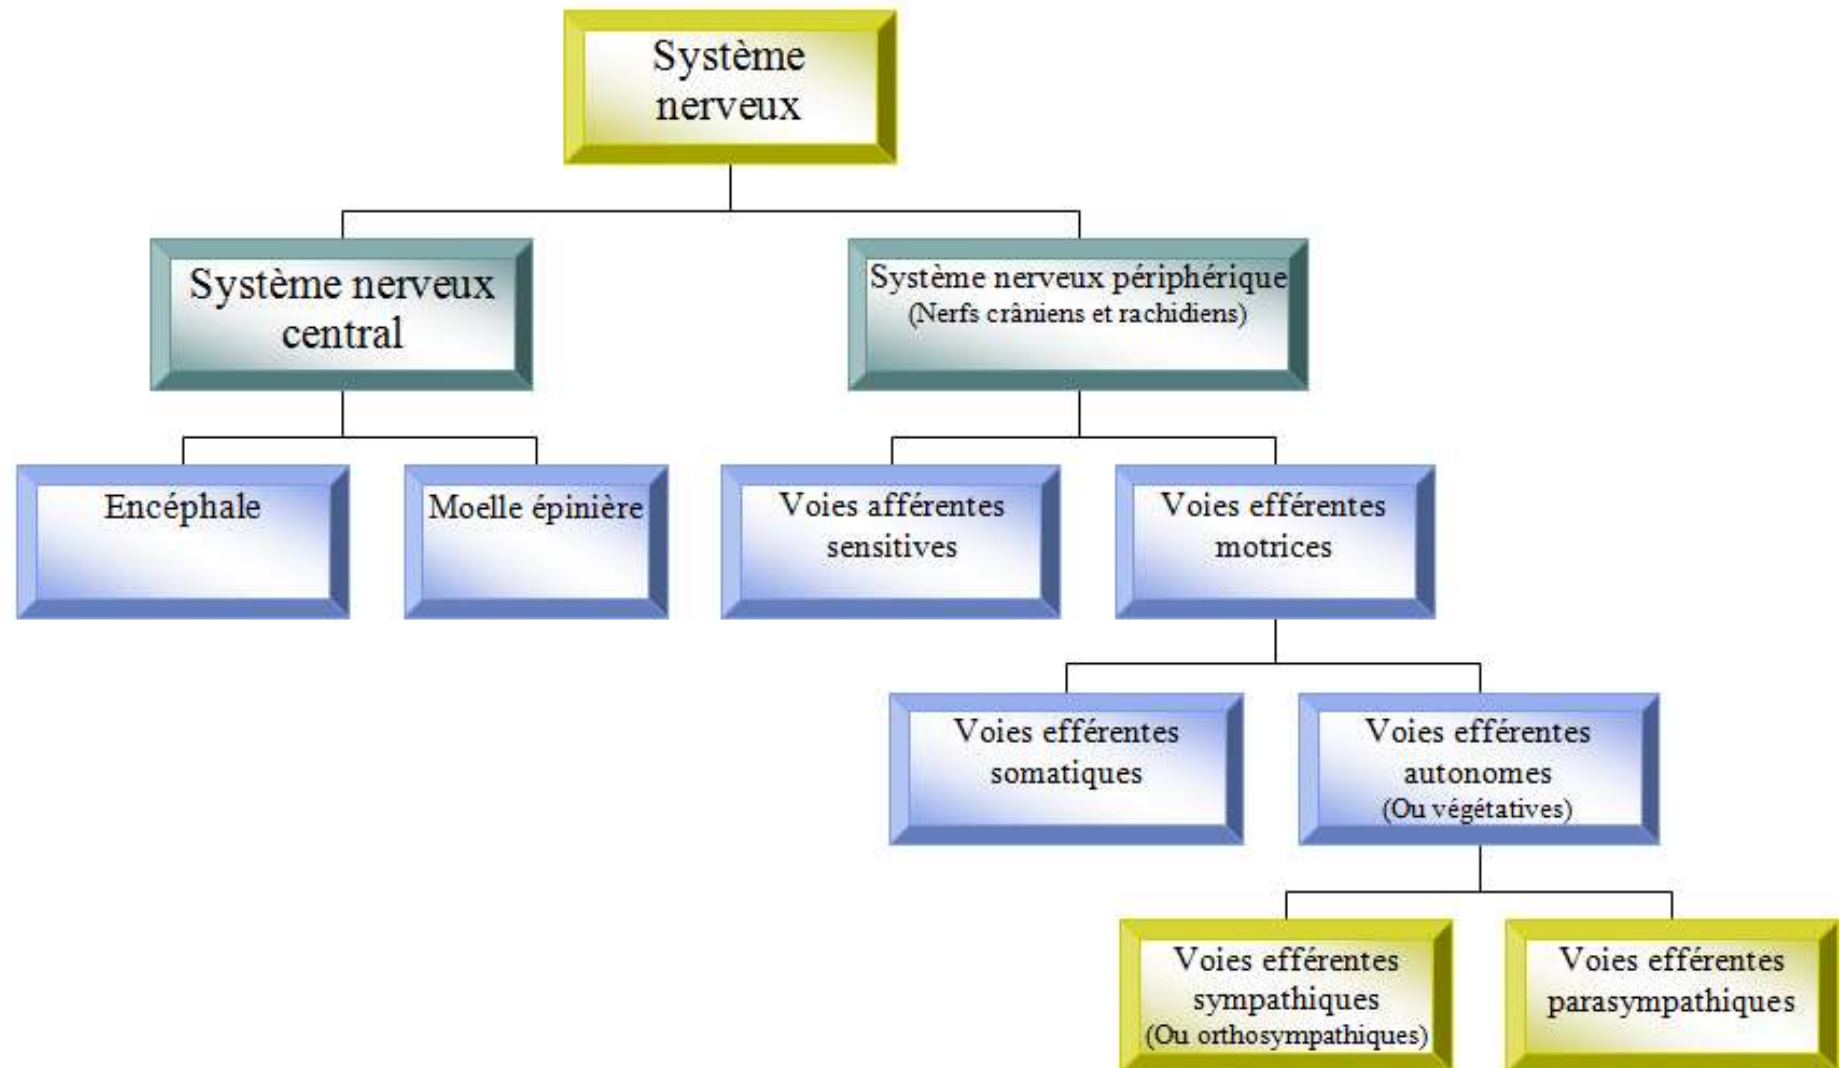 Système
nerveux
Système nerveux
central
Système nerveux périphérique
(Nerfs crâniens et rachidiens)
Encéphale
Moelle épinière
Voies afférentes
sensitives
Voies efférentes
motrices
Voies efférentes
somatiques
Voies efférentes
autonomes
(Ou végétatives)
Voies efférentes
sympathiques
(Ou orthosympathiques)
Voies efférentes
parasympathiques